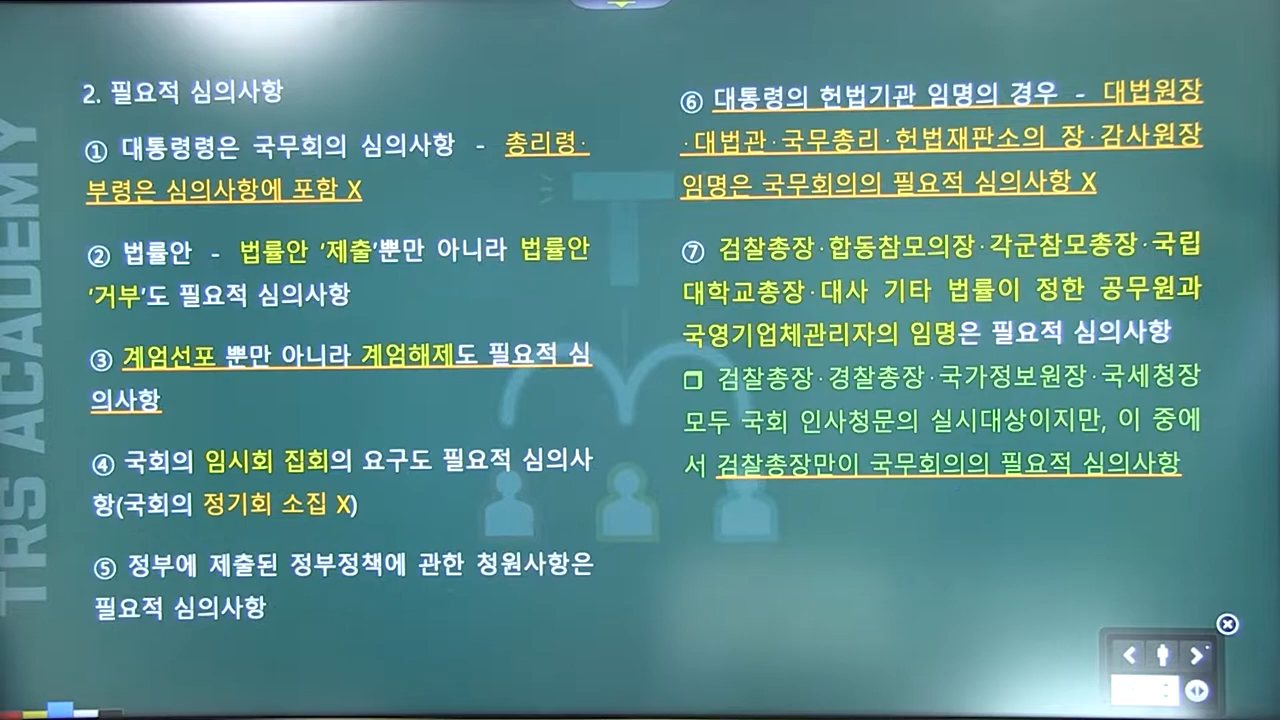 TRS ACADEMY
2. 필요적 심의사항
① 대통령령은 국무회의 심의사항 - 총리령·
부령은 심의사항에 포함 X
② 법률안 - 법률안 '제출'뿐만 아니라 법률안
'거부'도 필요적 심의사항
③ 계엄선포 뿐만 아니라 계엄해제도 필요적 심
의사항
④ 국회의 임시회 집회의 요구도 필요적 심의사
항(국회의 정기회 소집 X)
⑤ 정부에 제출된 정부정책에 관한 청원사항은
필요적 심의사항
⑥ 대통령의 헌법기관 임명의 경우 - 대법원장
·대법관·국무총리·헌법재판소의 장·감사원장
임명은 국무회의의 필요적 심의사항 X
⑦ 검찰총장·합동참모의장·각군참모총장·국립
대학교총장·대사 기타 법률이 정한 공무원과
국영기업체관리자의 임명은 필요적 심의사항
❐ 검찰총장·경찰총장·국가정보원장·국세청장
모두 국회 인사청문의 실시대상이지만, 이 중에
서 검찰총장만이 국무회의의 필요적 심의사항